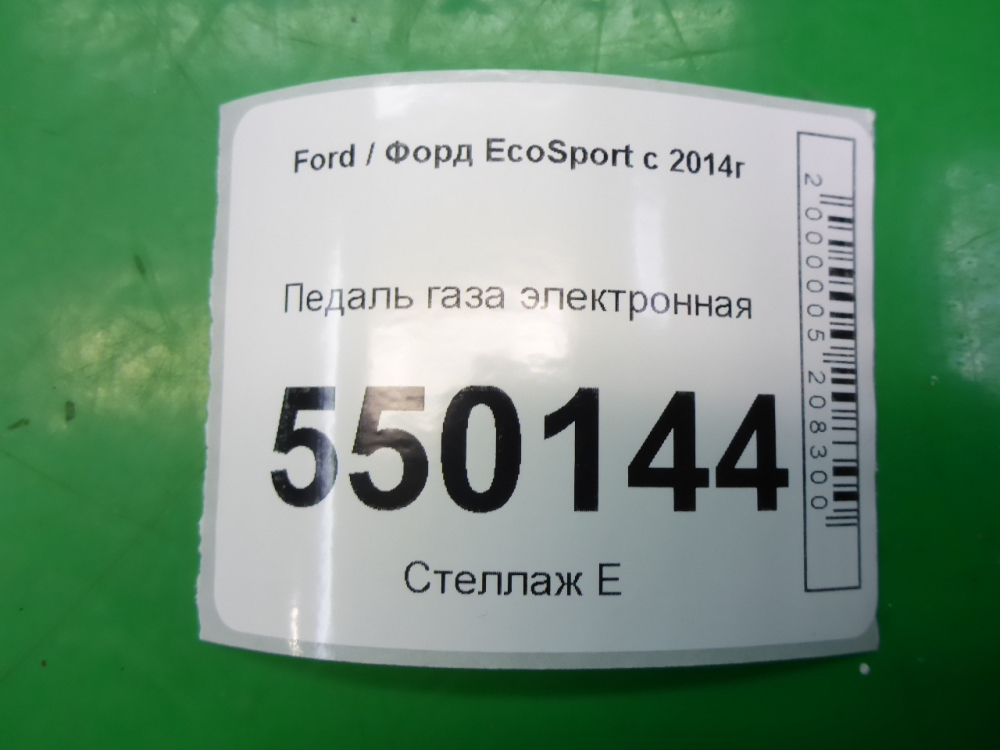 Ford / Форд EcoSport с 2014г
Педаль газа электронная
550144
Стеллаж Е
2000005208300